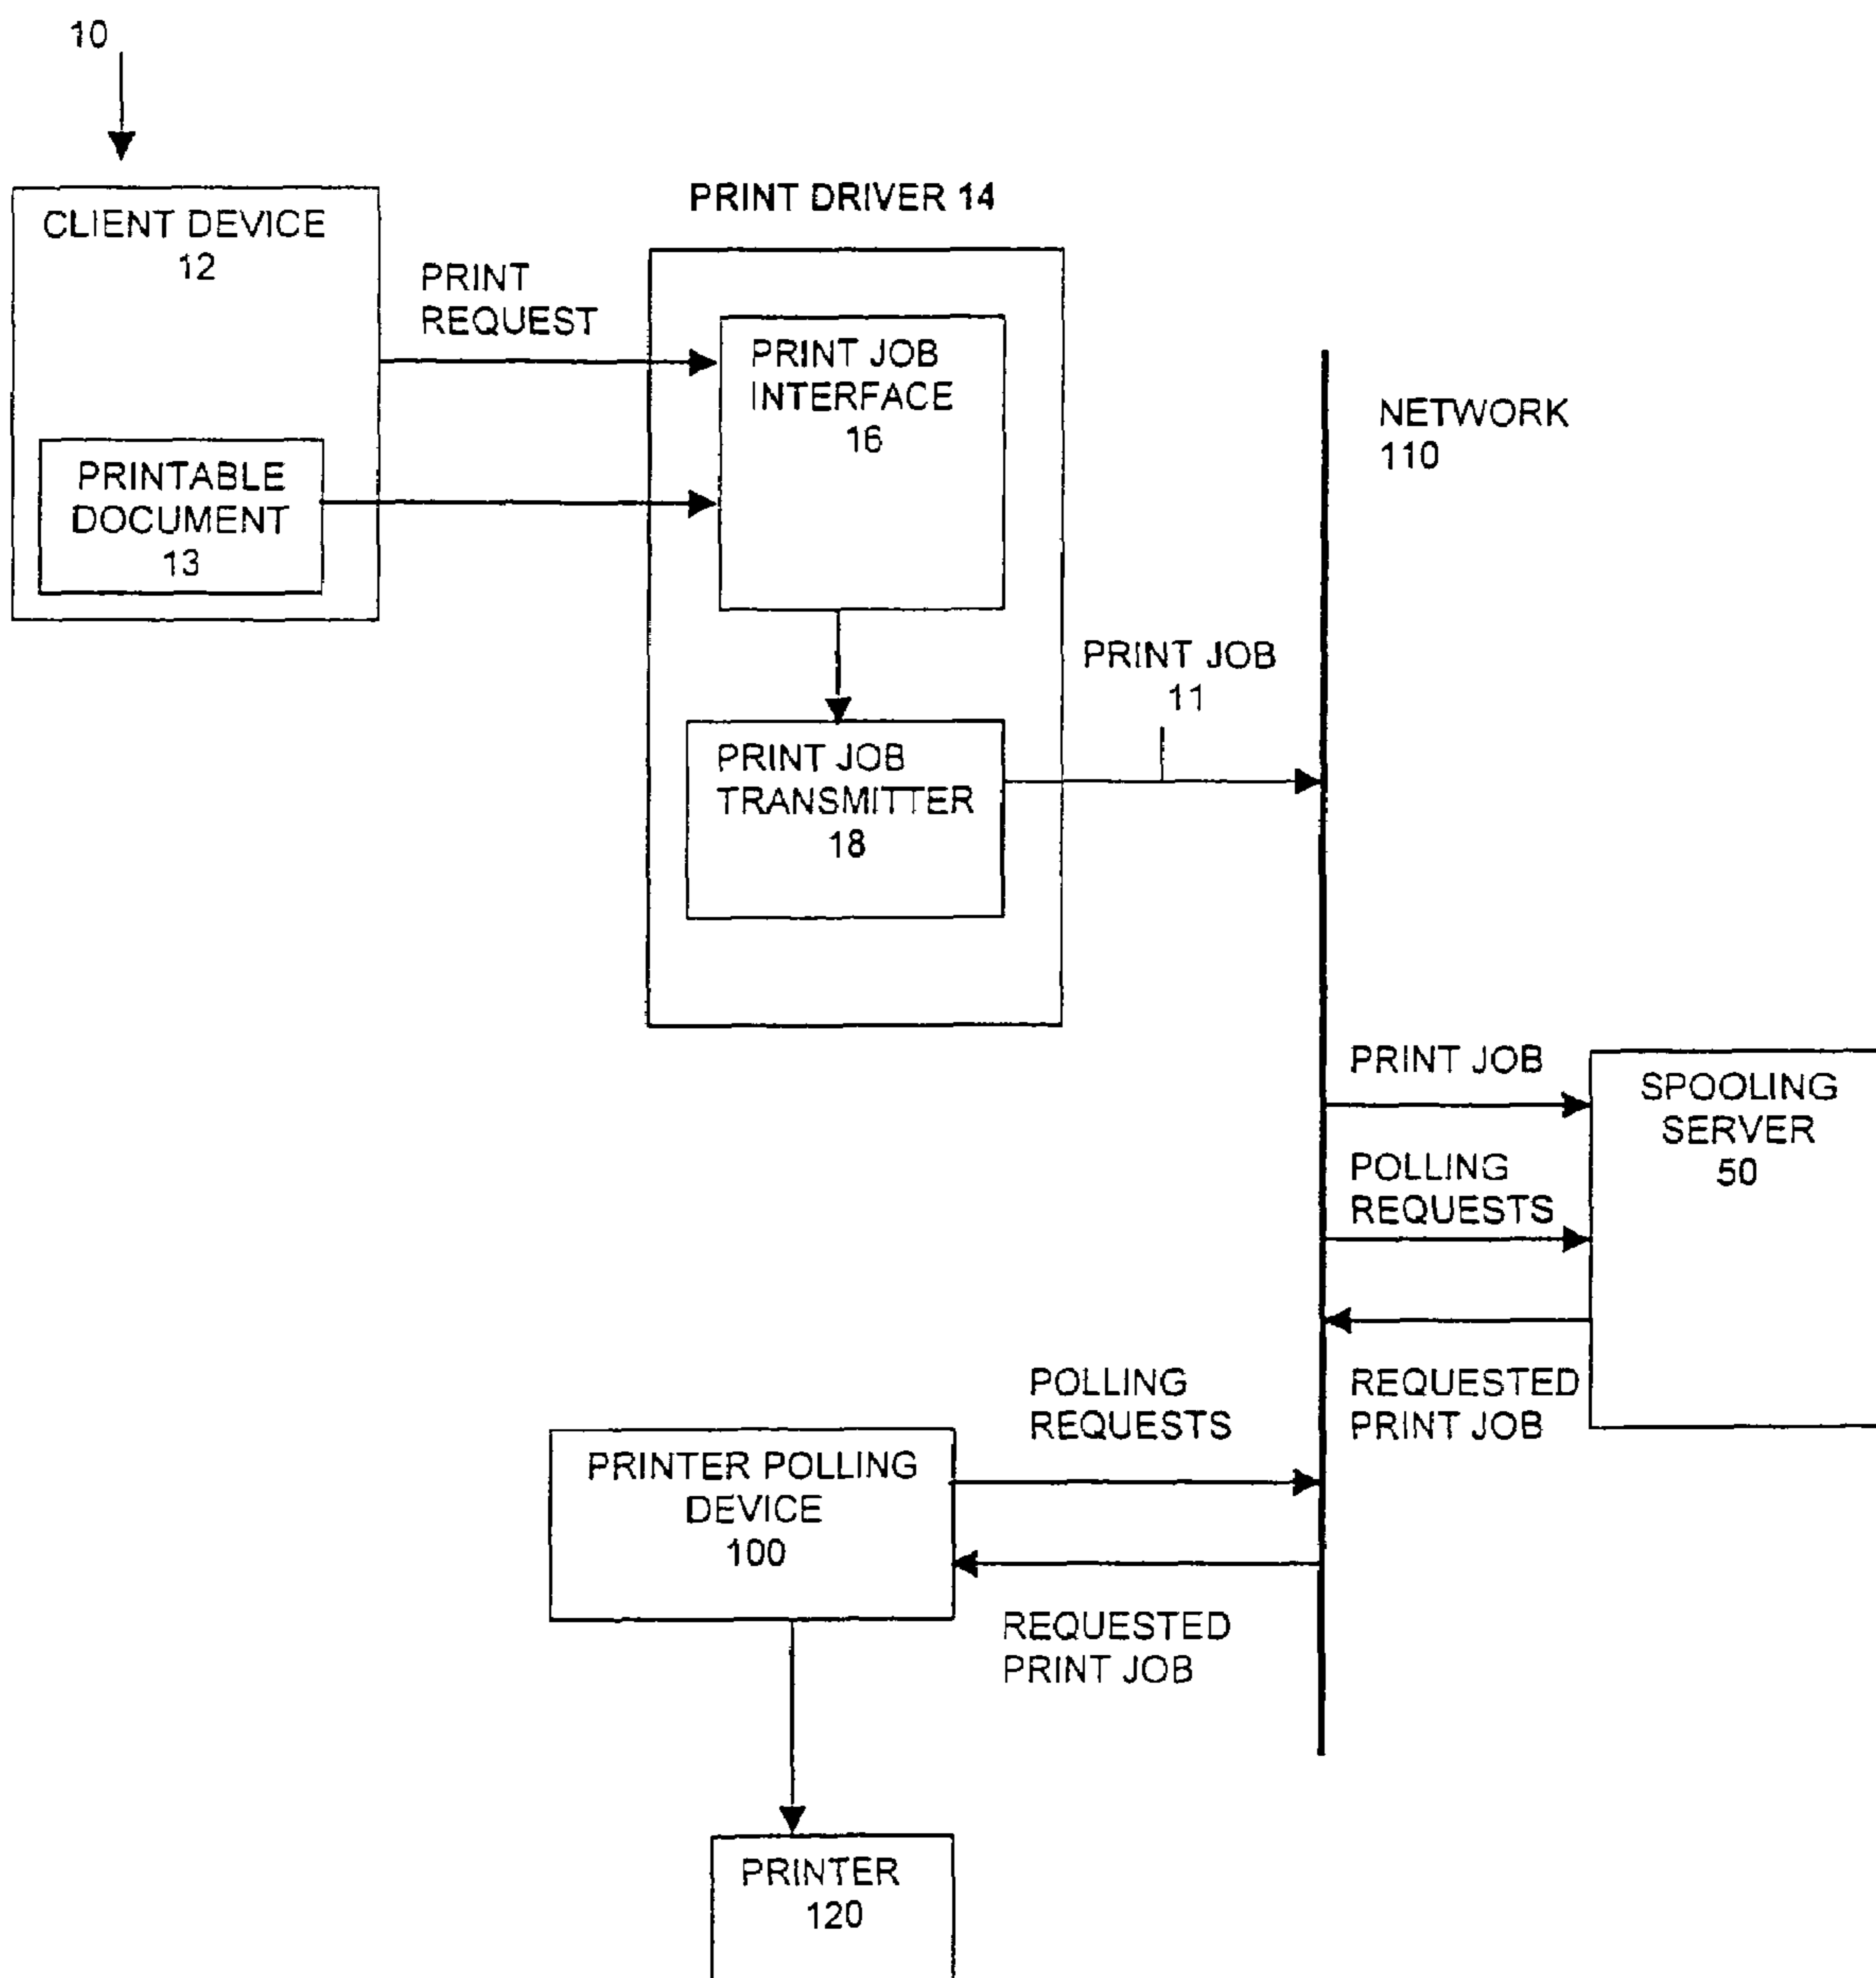 10
CLIENT DEVICE
12
PRINTABLE
DOCUMENT
13
PRINT
REQUEST
PRINT DRIVER 14
PRINT JOB
INTERFACE
16
PRINT JOB
TRANSMITTER
18
PRINT JOB
11
NETWORK
110
PRINT JOB
POLLING
REQUESTS
SPOOLING
SERVER
50
REQUESTED
PRINT JOB
POLLING
REQUESTS
PRINTER POLLING
DEVICE
100
REQUESTED
PRINT JOB
PRINTER
120